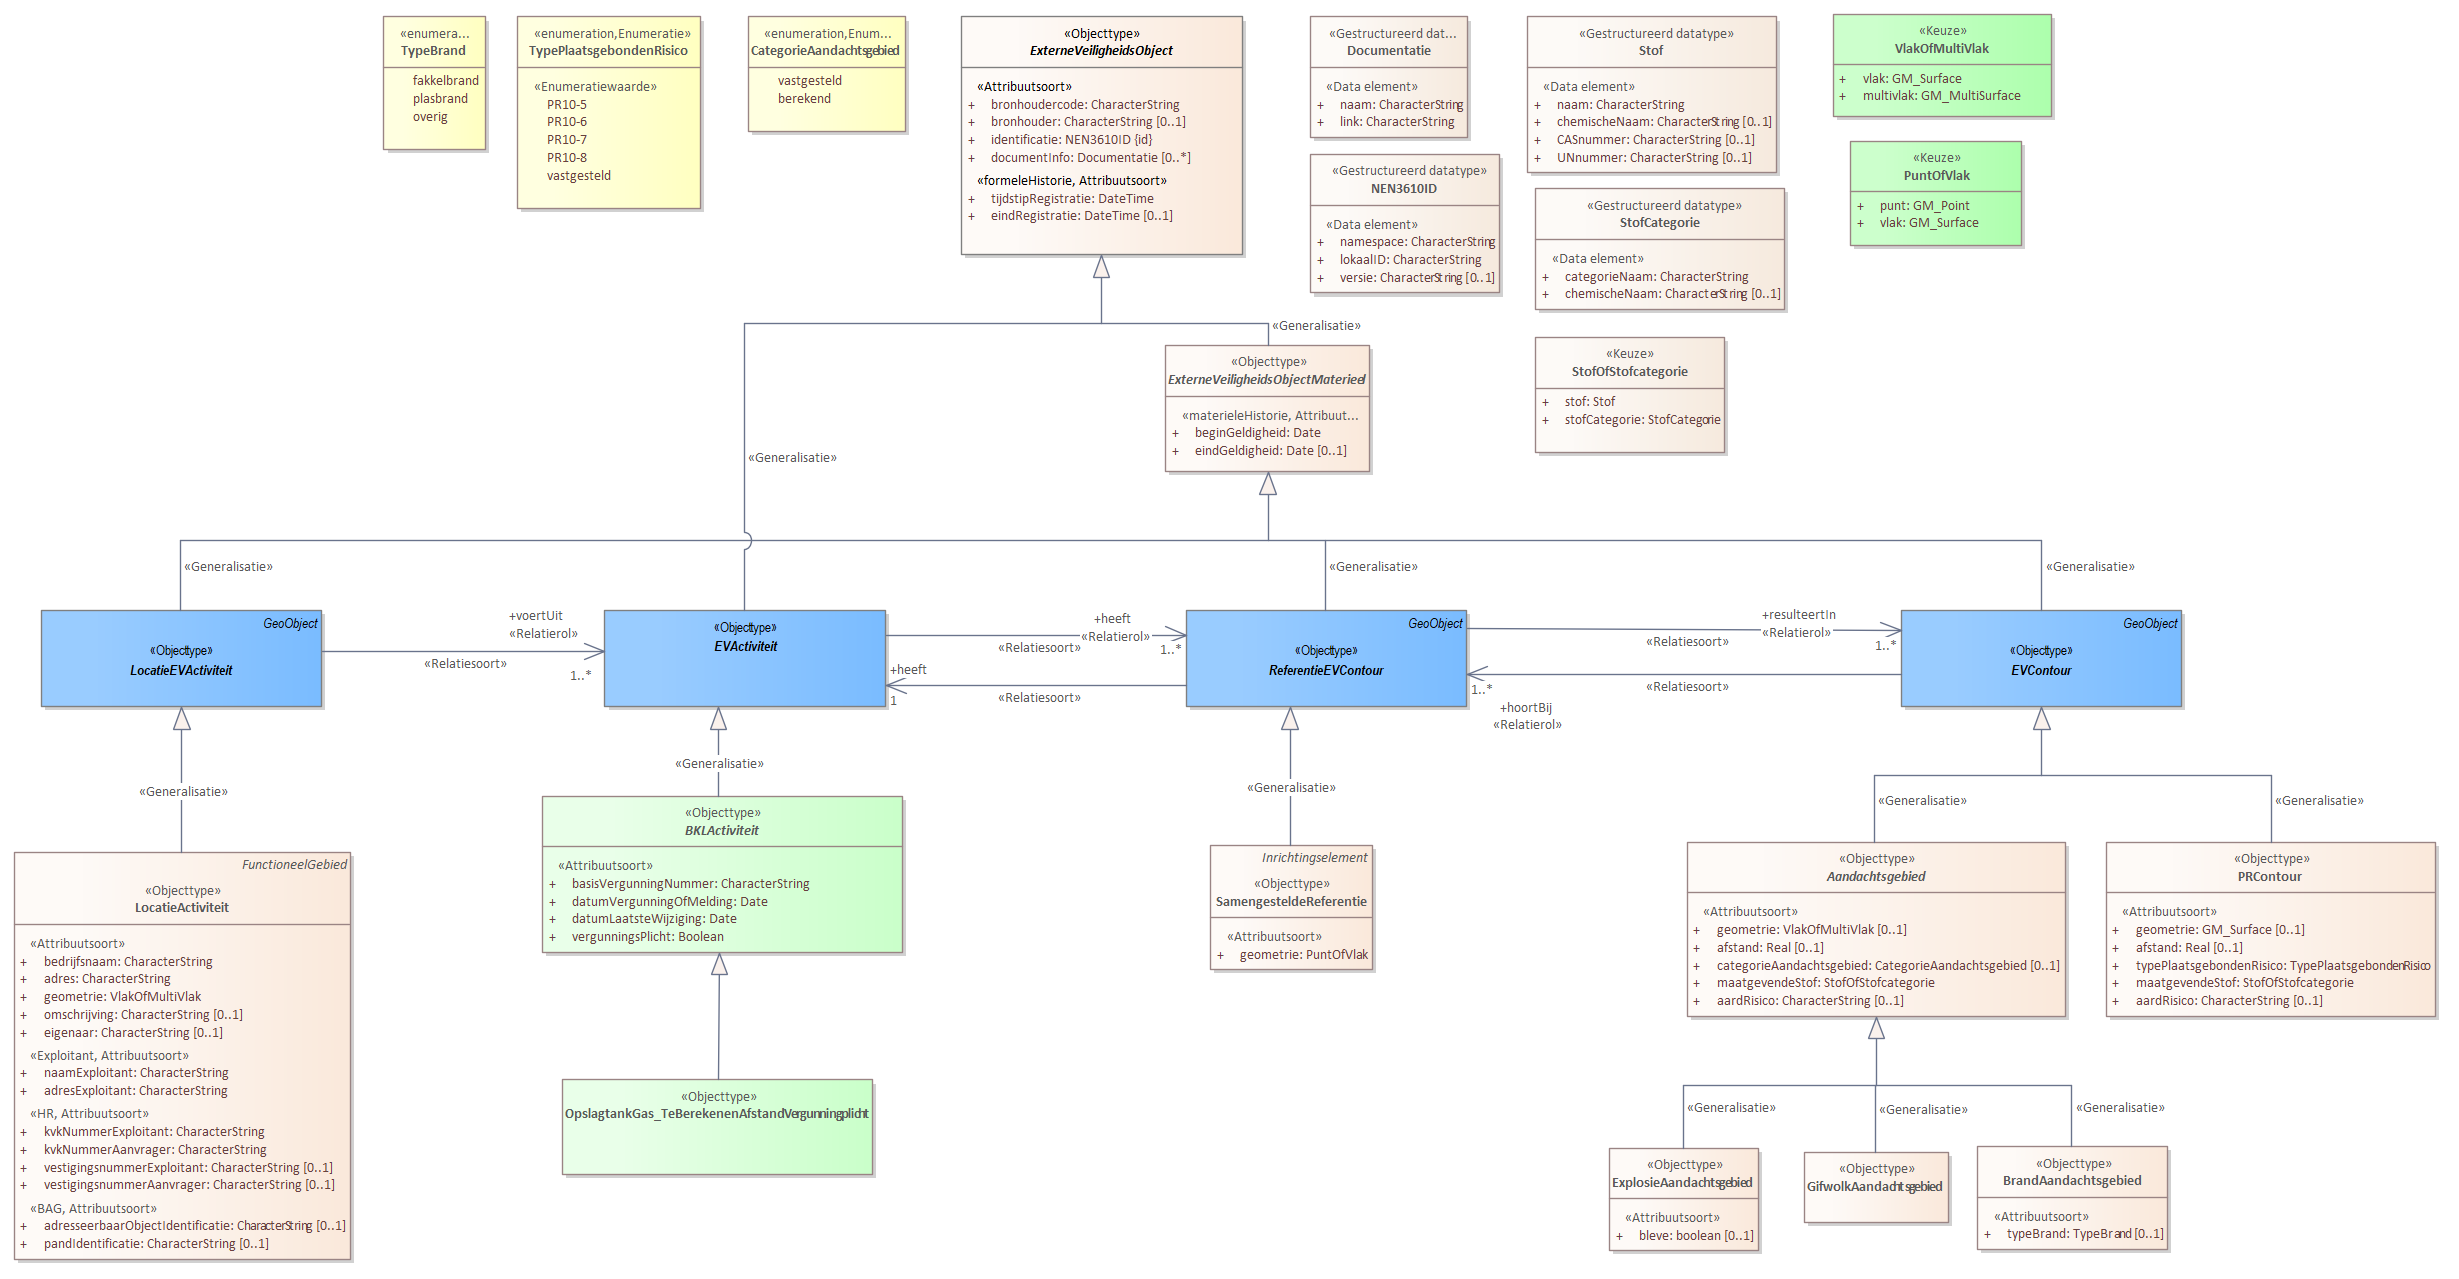 «enumera...
TypeBrand
fakkelbrand
plasbrand
overig
«enumeration,Enumeratie»
TypePlaatsgebondenRisico
«Enumeratiewaarde»
PR10-5
PR10-6
PR10-7
PR10-8
vastgesteld
«enumeration,Enum...
CategorieAandachtsgebied
vastgesteld
berekend
«Objecttype»
ExterneVeiligheidsObject
«Attribuutsoort»
+ bronhoudercode: CharacterString
+ bronhouder: CharacterString [0..1]
+ identificatie: NEN3610ID {id}
+ documentInfo: Documentatie [0..*]
«formeleHistorie, Attribuutsoort»
+ tijdstipRegistratie: DateTime
+ eindRegistratie: DateTime [0..1]
«Gestructureerd dat...
Documentatie
«Data element»
+ naam: CharacterString
+ link: CharacterString
«Gestructureerd datatype»
NEN3610ID
«Data element»
+ namespace: CharacterString
+ lokaalID: CharacterString
+ versie: CharacterString [0..1]
«Gestructureerd datatype»
Stof
«Data element»
+ naam: CharacterString
+ chemischeNaam: CharacterString [0..1]
+ CASnummer: CharacterString [0..1]
+ UNnummer: CharacterString [0..1]
«Gestructureerd datatype»
StofCategorie
«Data element»
+ categorieNaam: CharacterString
+ chemischeNaam: CharacterString [0..1]
«Keuze»
StofOfStofcategorie
+ stof: Stof
+ stofCategorie: StofCategorie
«Keuze»
VlakOfMultiVlak
+ vlak: GM_Surface
+ multivlak: GM_MultiSurface
«Keuze»
PuntOfVlak
+ punt: GM_Point
+ vlak: GM_Surface
«Generalisatie»
«Objecttype»
ExterneVeiligheidsObjectMaterieel
«materieleHistorie, Attribuut...
+ beginGeldigheid: Date
+ eindGeldigheid: Date [0..1]
«Generalisatie»
«Generalisatie»
«Generalisatie»
«Generalisatie»
GeoObject
«Objecttype»
LocatieEVActiviteit
+voertUit
«Relatierol»
«Relatiesoort»
1..*
«Objecttype»
EVActiviteit
+heeft
«Relatierol»
«Relatiesoort»
1..*
+heeft
1
«Relatiesoort»
GeoObject
«Objecttype»
ReferentieEVContour
+resulteertIn
«Relatierol»
«Relatiesoort»
1..*
1..*
«Relatiesoort»
+hoortBij
«Relatierol»
GeoObject
«Objecttype»
EVContour
«Generalisatie»
«Generalisatie»
«Generalisatie»
«Generalisatie»
«Generalisatie»
FunctioneelGebied
«Objecttype»
LocatieActiviteit
«Attribuutsoort»
+ bedrijfsnaam: CharacterString
+ adres: CharacterString
+ geometrie: VlakOfMultiVlak
+ omschrijving: CharacterString [0..1]
+ eigenaar: CharacterString [0..1]
«Exploitant, Attribuutsoort»
+ naamExploitant: CharacterString
+ adresExploitant: CharacterString
«HR, Attribuutsoort»
+ kvkNummerExploitant: CharacterString
+ kvkNummerAanvrager: CharacterString
+ vestigingsnummerExploitant: CharacterString [0..1]
+ vestigingsnummerAanvrager: CharacterString [0..1]
«BAG, Attribuutsoort»
+ adresseerbaarObjectIdentificatie: CharacterString [0..1]
+ pandIdentificatie: CharacterString [0..1]
«Objecttype»
BKLActiviteit
«Attribuutsoort»
+ basisVergunningNummer: CharacterString
+ datumVergunningOfMelding: Date
+ datumLaatsteWijziging: Date
+ vergunningsPlicht: Boolean
«Objecttype»
OpslagtankGas_TeBerekenenAfstandVergunningplicht
Inrichtingselement
«Objecttype»
SamengesteldeReferentie
«Attribuutsoort»
+ geometrie: PuntOfVlak
«Objecttype»
Aandachtsgebied
«Attribuutsoort»
+ geometrie: VlakOfMultiVlak [0..1]
+ afstand: Real [0..1]
+ categorieAandachtsgebied: CategorieAandachtsgebied [0..1]
+ maatgevendeStof: StofOfStofcategorie
+ aardRisico: CharacterString [0..1]
«Objecttype»
PRContour
«Attribuutsoort»
+ geometrie: GM_Surface [0..1]
+ afstand: Real [0..1]
+ typePlaatsgebondenRisico: TypePlaatsgebondenRisico
+ maatgevendeStof: StofOfStofcategorie
+ aardRisico: CharacterString [0..1]
«Generalisatie»
«Generalisatie»
«Generalisatie»
«Objecttype»
ExplosieAandachtsgebied
«Attribuutsoort»
+ bleve: boolean [0..1]
«Objecttype»
GifwolkAandachtsgebied
«Objecttype»
BrandAandachtsgebied
«Attribuutsoort»
+ typeBrand: TypeBrand [0..1]